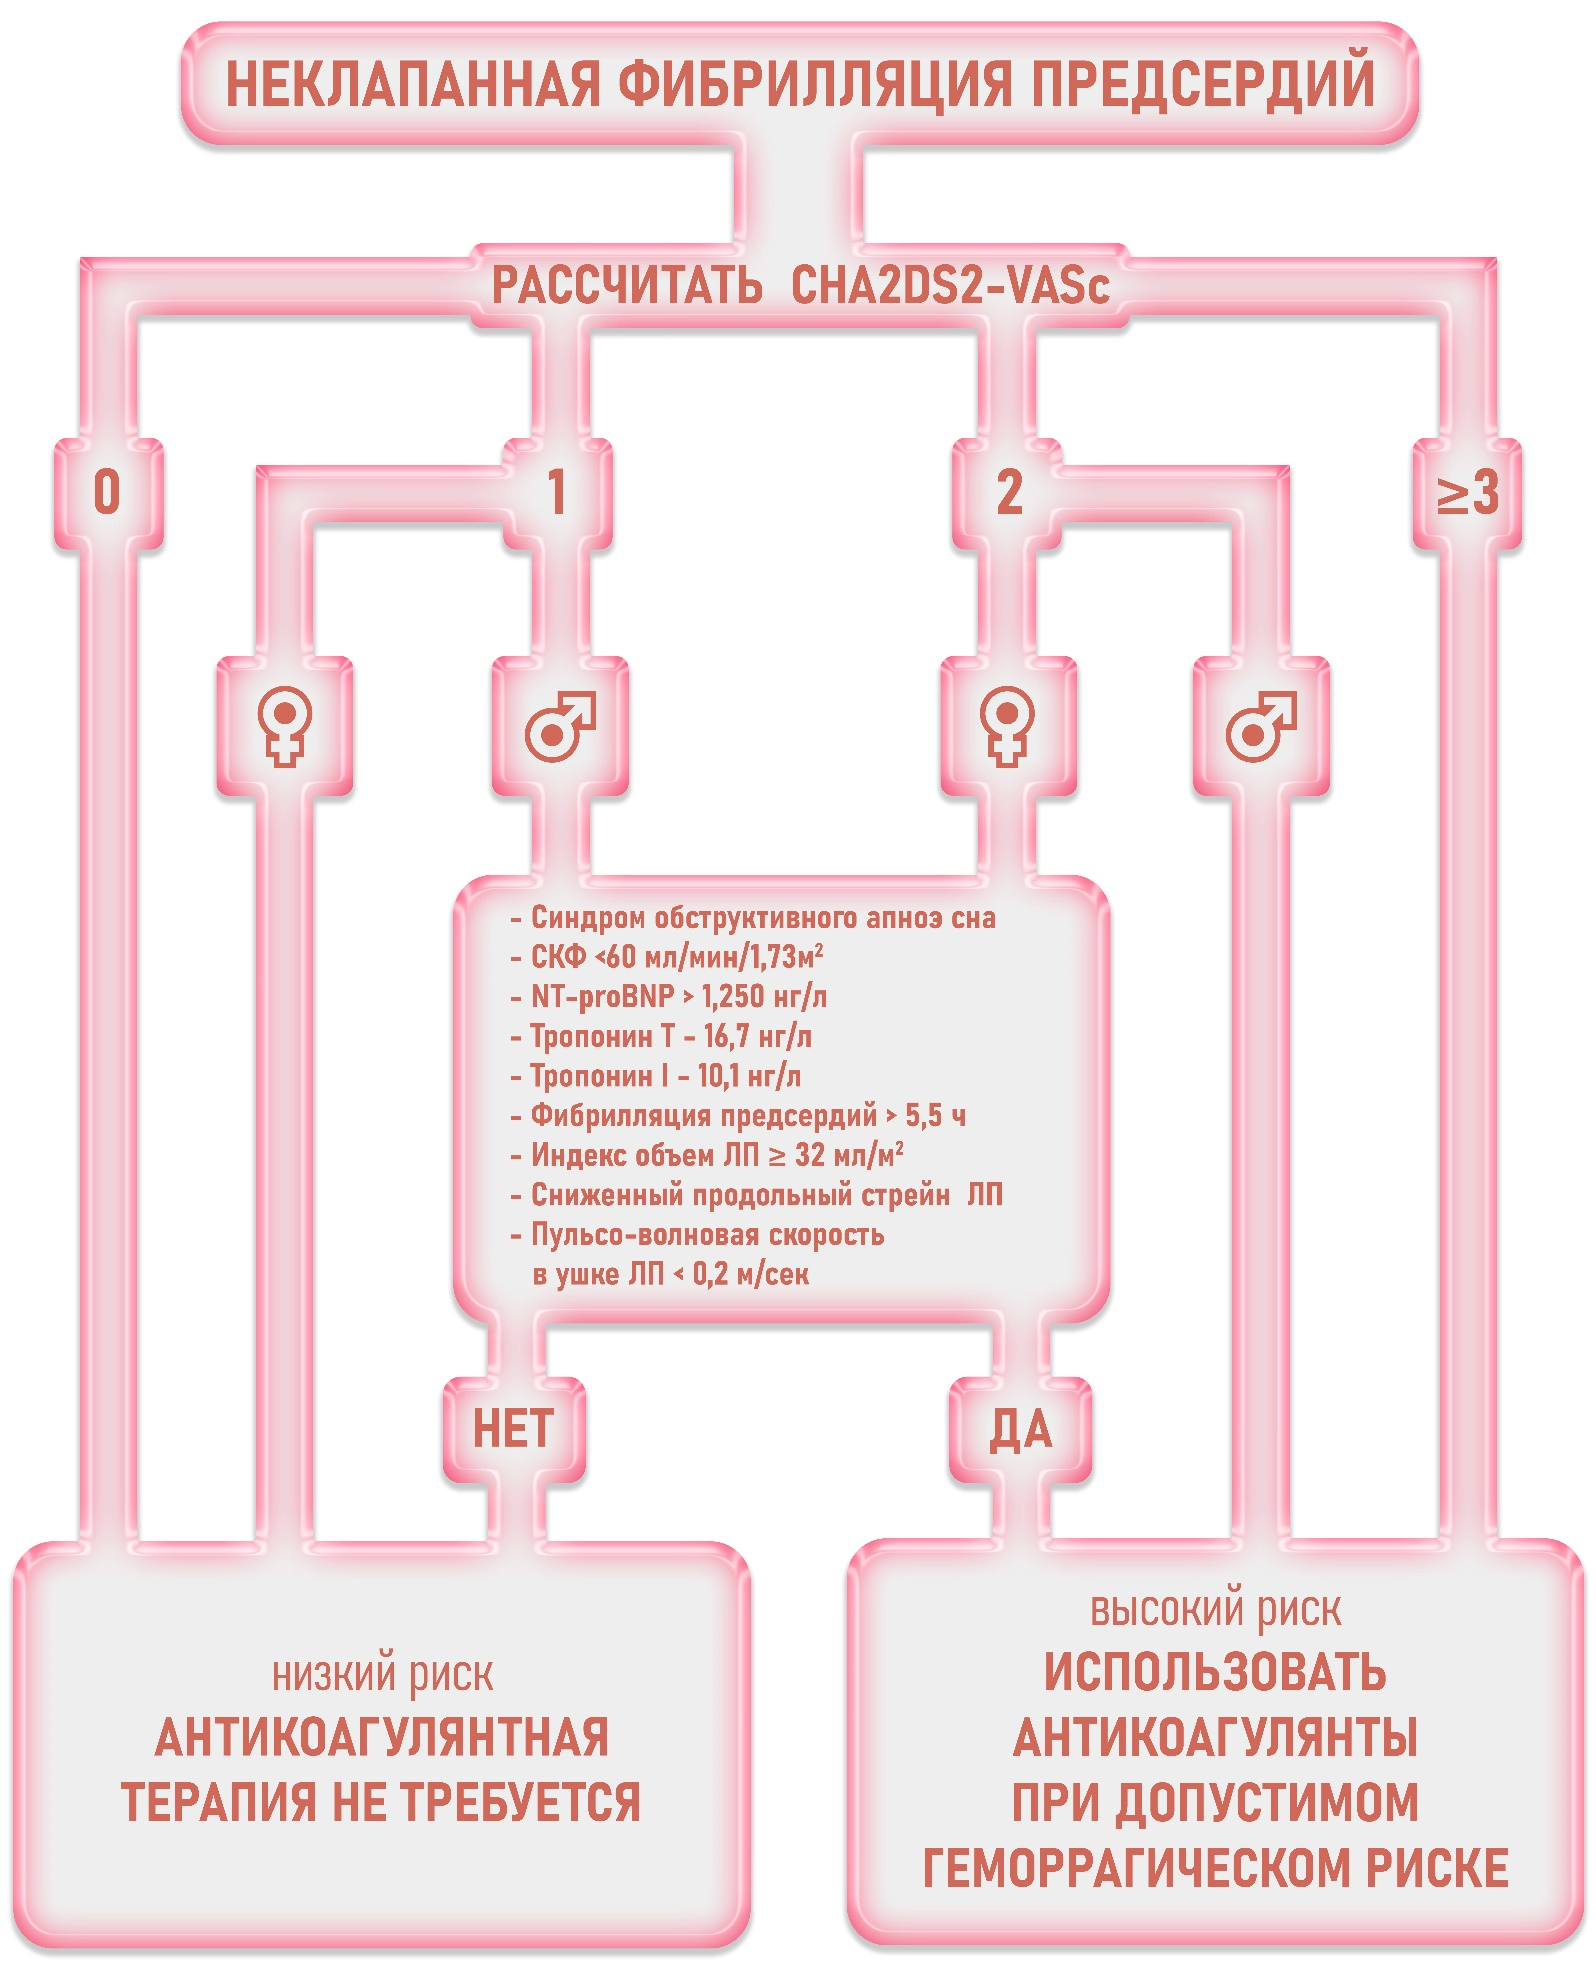 НЕКЛАПАННАЯ ФИБРИЛЛЯЦИЯ ПРЕДСЕРДИЙ
РАССЧИТАТЬ CHA2DS2-VASc
0
1
2
≥3
- Синдром обструктивного апноэ сна
- СКФ <60 мл/мин/1,73м²
- NT-proBNP > 1,250 нг/л
- Тропонин Т - 16,7 нг/л
- Тропонин I - 10,1 нг/л
- Фибрилляция предсердий > 5,5 ч
- Индекс объем ЛП ≥ 32 мл/м²
- Сниженный продольный стрейн ЛП
- Пульсо-волновая скорость
в ушке ЛП < 0,2 м/сек
НЕТ
ДА
низкий риск
АНТИКОАГУЛЯНТНАЯ
ТЕРАПИЯ НЕ ТРЕБУЕТСЯ
высокий риск
ИСПОЛЬЗОВАТЬ
АНТИКОАГУЛЯНТЫ
ПРИ ДОПУСТИМОМ
ГЕМОРРАГИЧЕСКОМ РИСКЕ